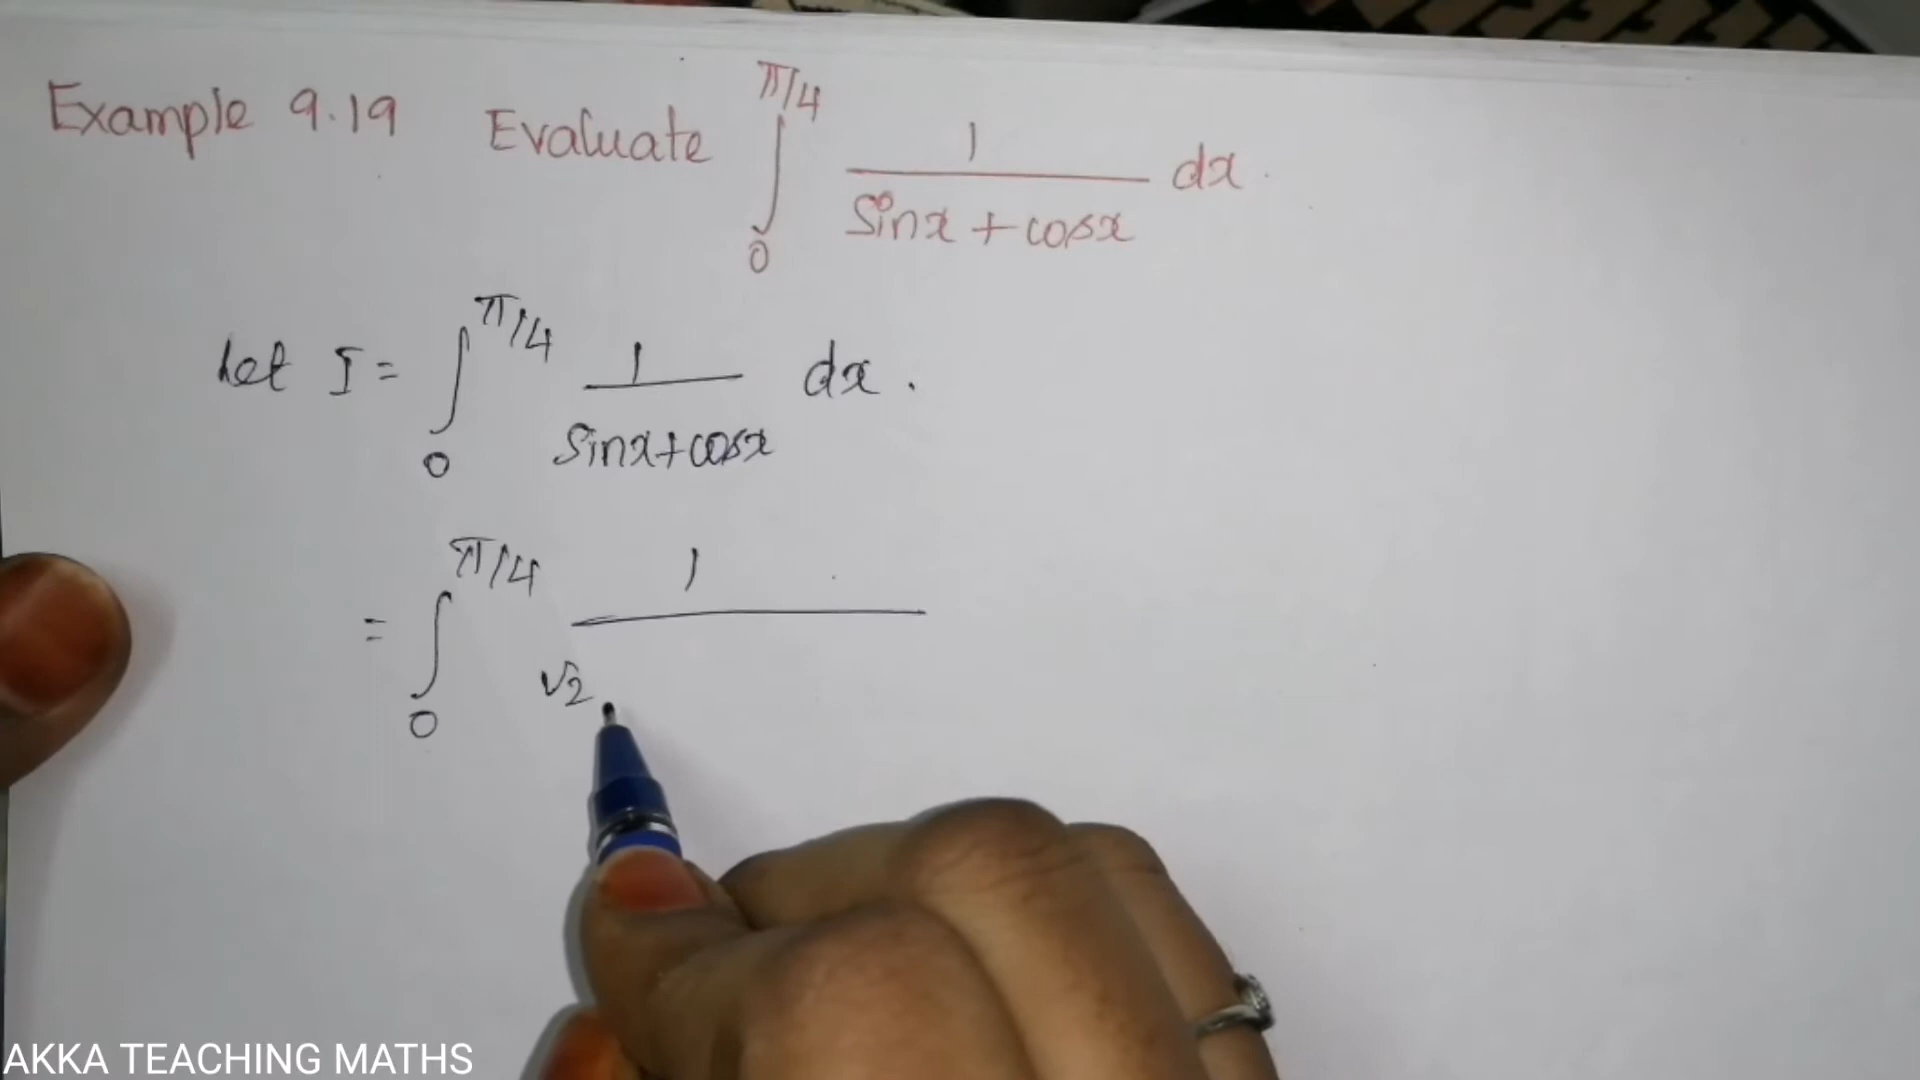 Example 9.19 Evaluate ∫₀^{π/4} 1/(sinx + cosx) dx.
Let I = ∫₀^{π/4} 1/(sinx+cosx) dx.
= ∫₀^{π/4} 1/√2
AKKA TEACHING MATHS